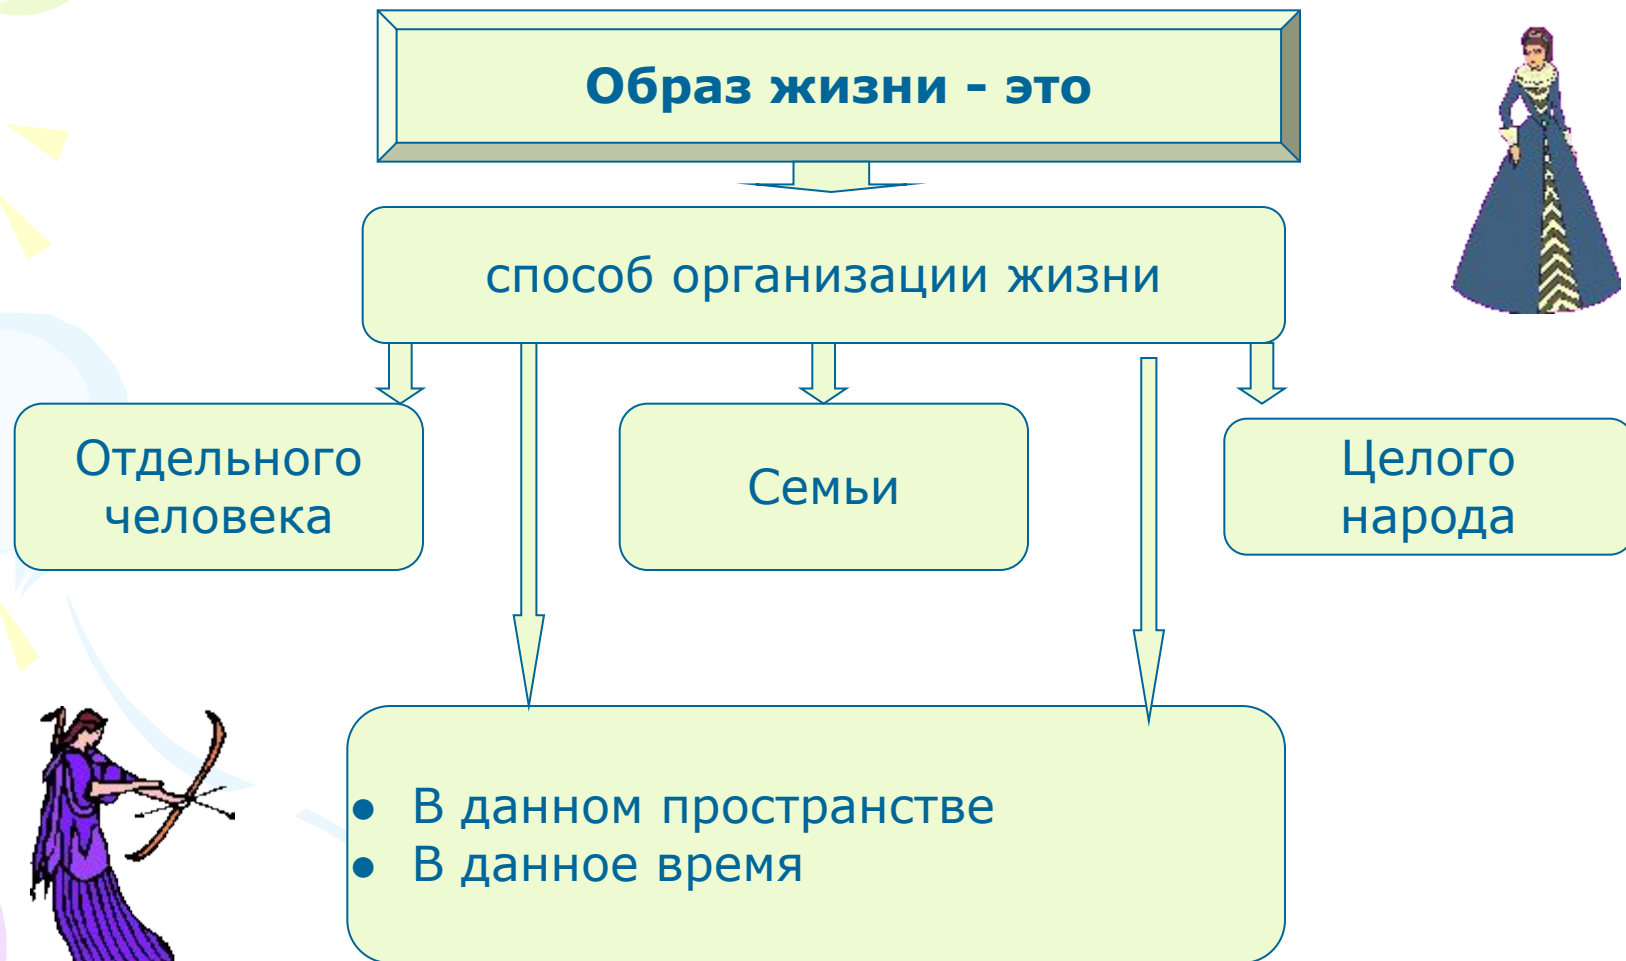 Образ жизни - это
способ организации жизни
Отдельного
человека
Семьи
Целого
народа
● В данном пространстве
● В данное время